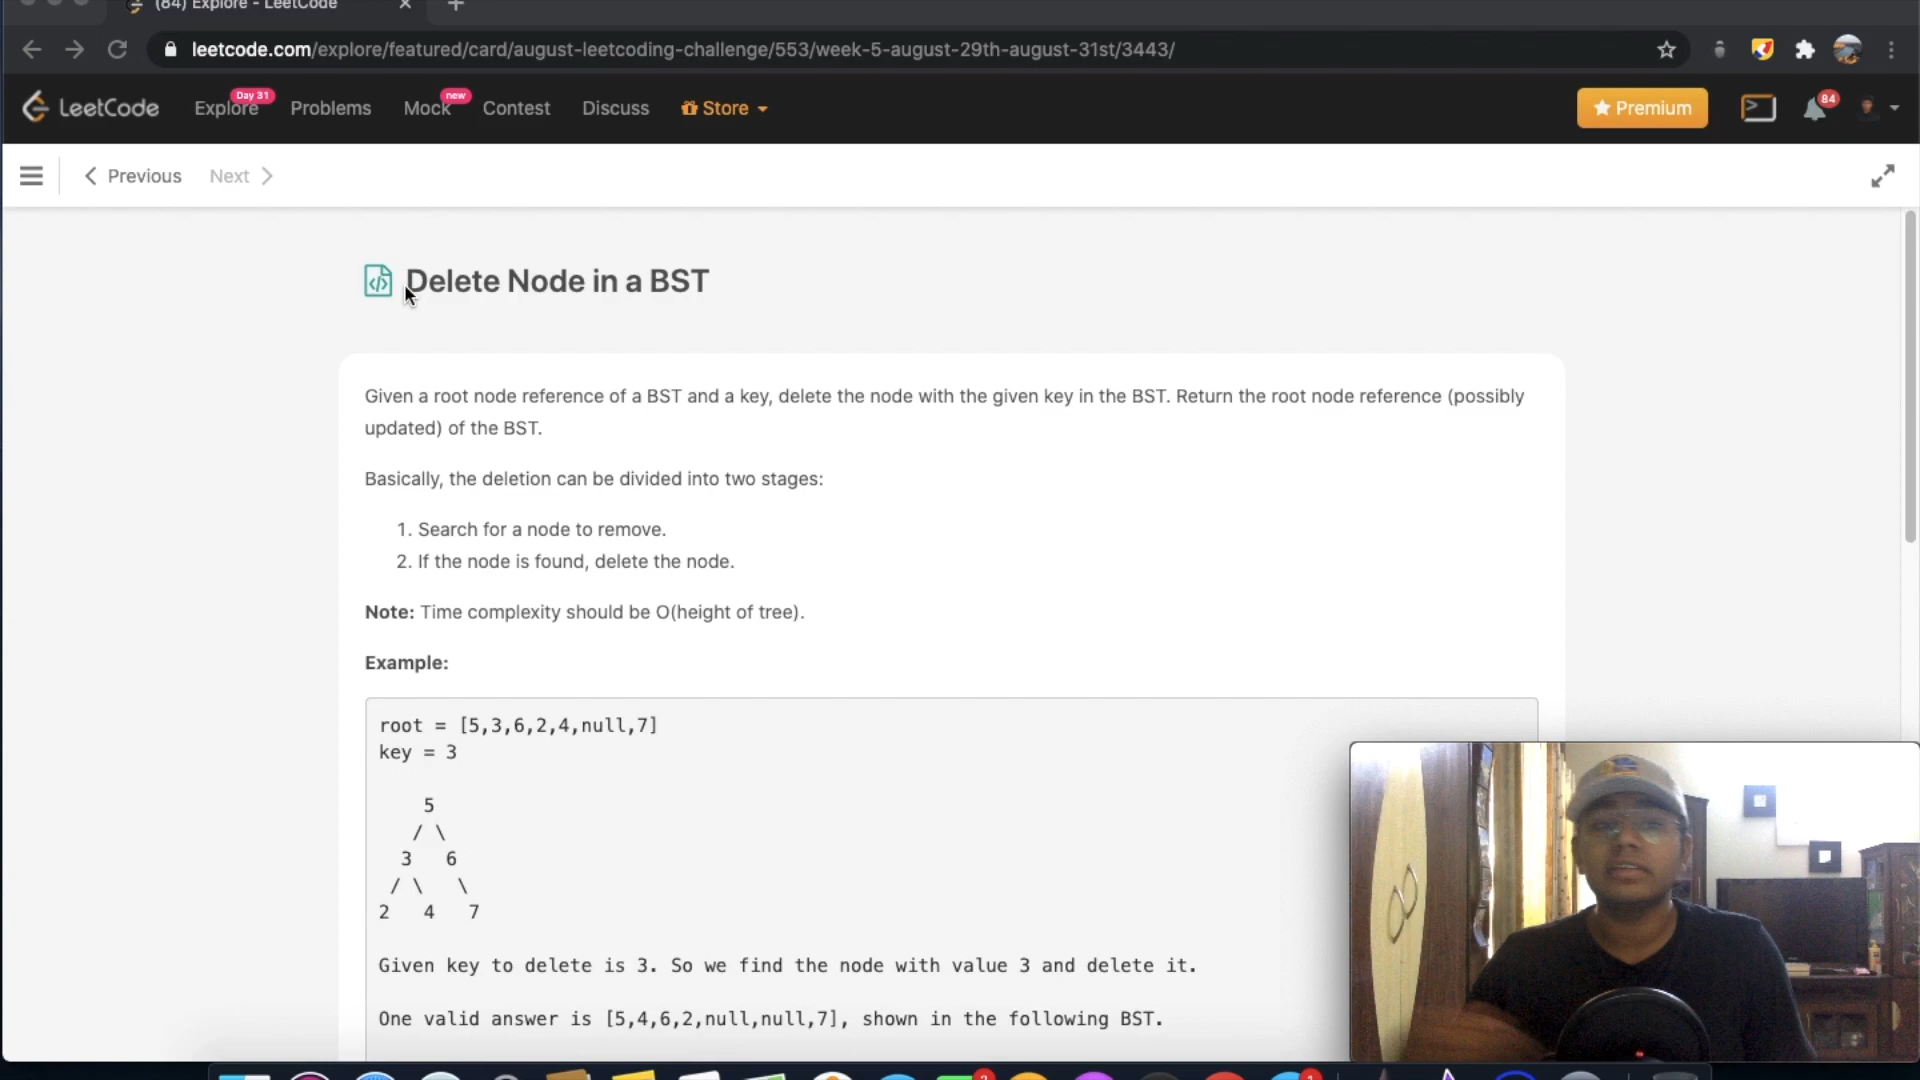 (84) Explore - LeetCode
leetcode.com/explore/featured/card/august-leetcoding-challenge/553/week-5-august-29th-august-31st/3443/
LeetCode Explore Day 31 Problems Mock new Contest Discuss Store Premium 84
Previous Next
Delete Node in a BST
Given a root node reference of a BST and a key, delete the node with the given key in the BST. Return the root node reference (possibly
updated) of the BST.
Basically, the deletion can be divided into two stages:
1. Search for a node to remove.
2. If the node is found, delete the node.
Note: Time complexity should be O(height of tree).
Example:
root = [5,3,6,2,4,null,7]
key = 3
5
/ \
3 6
/ \ \
2 4 7
Given key to delete is 3. So we find the node with value 3 and delete it.
One valid answer is [5,4,6,2,null,null,7], shown in the following BST.